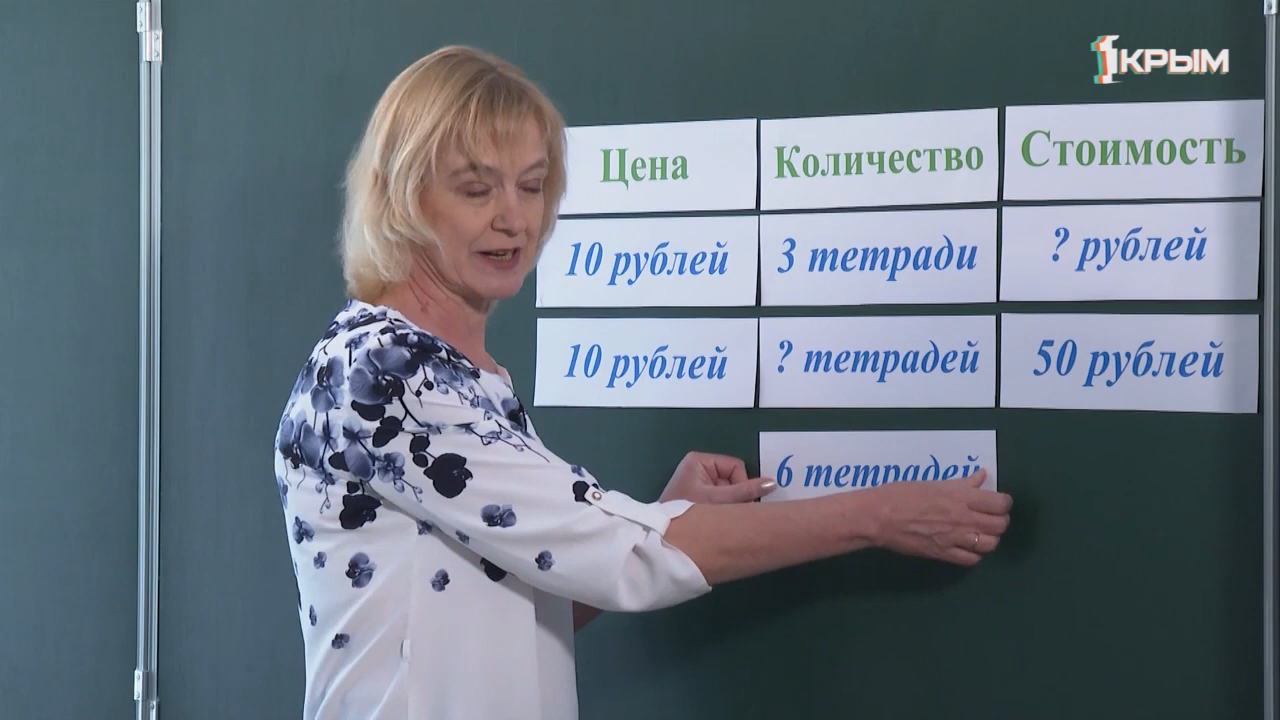 1КРЫМ
Цена Количество Стоимость
10 рублей 3 тетради ? рублей
10 рублей ? тетрадей 50 рублей
6 тетрадей